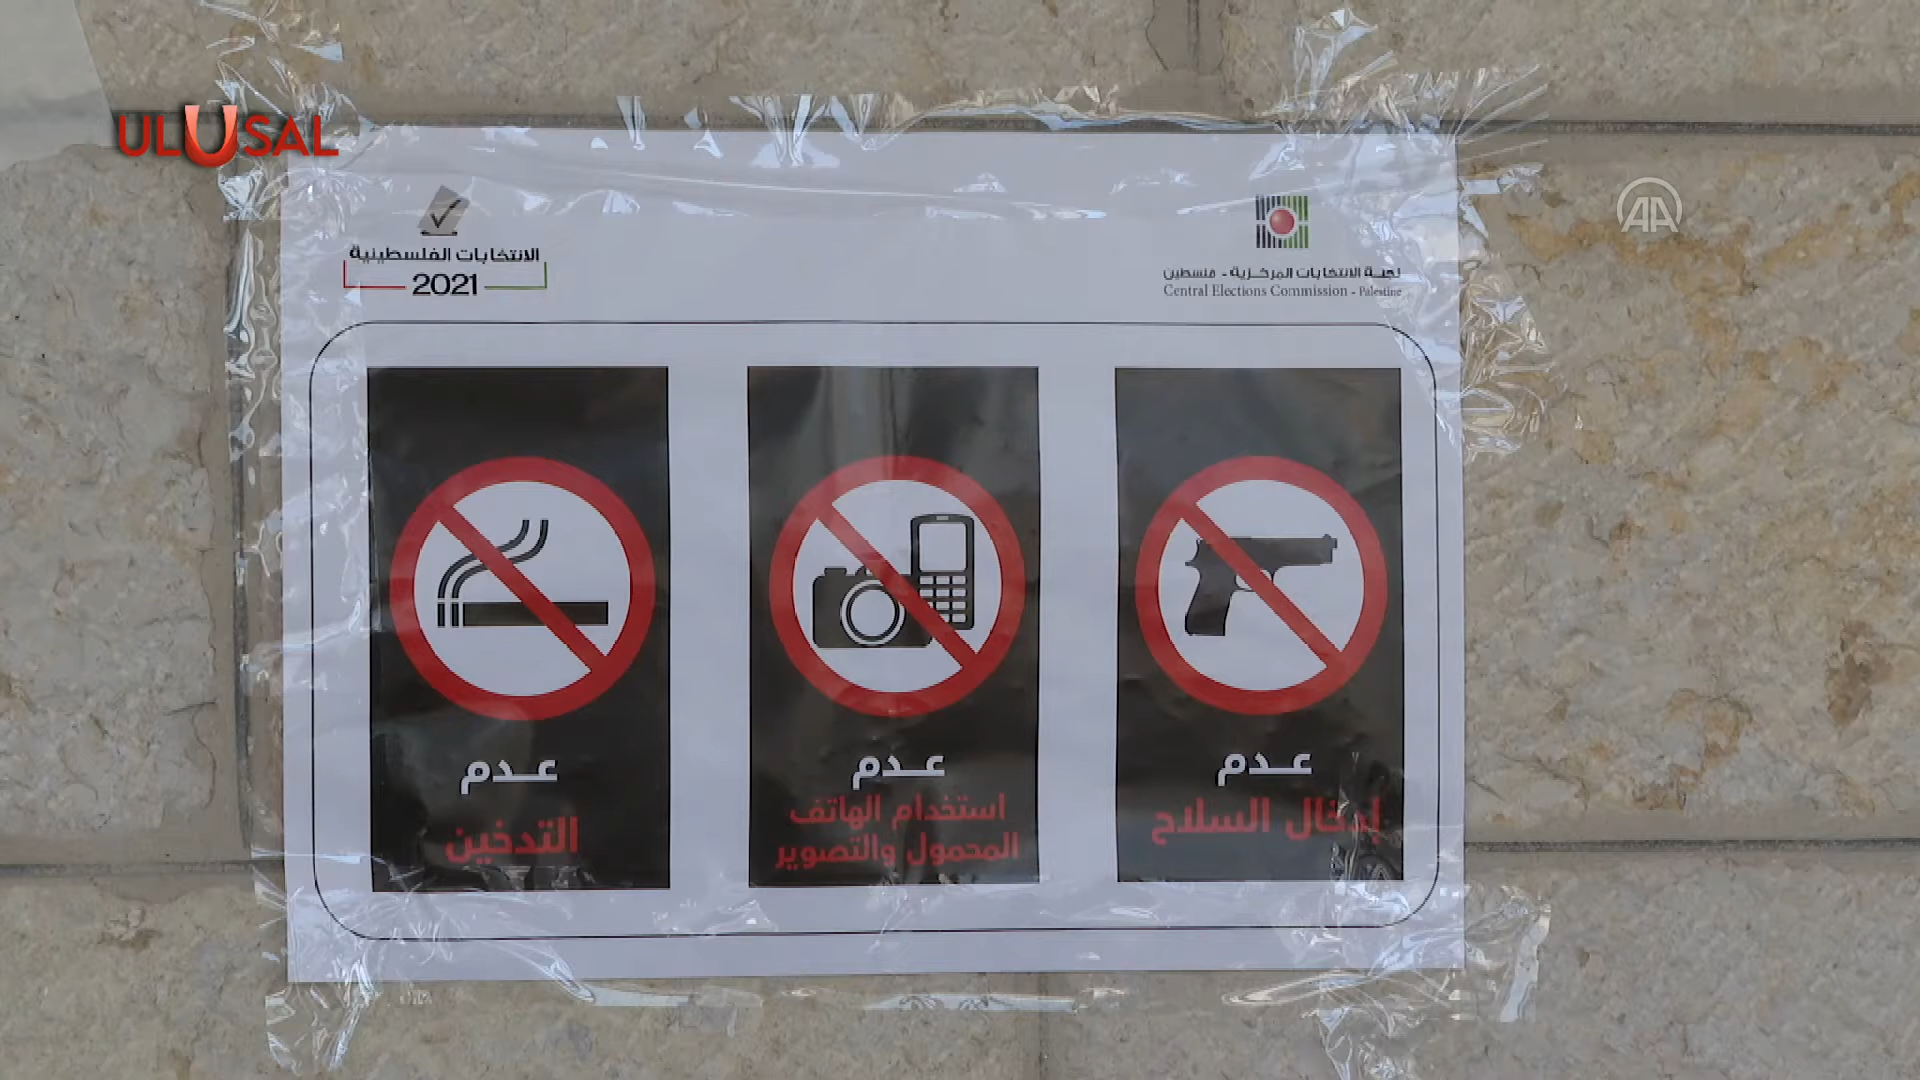 ULUSAL
AA
الانتخابات الفلسطينية
2021
لجنة الانتخابات المركزية - فلسطين
Central Elections Commission - Palestine
عدم
التدخين
عدم
استخدام الهاتف
المحمول والتصوير
عدم
إدخال السلاح